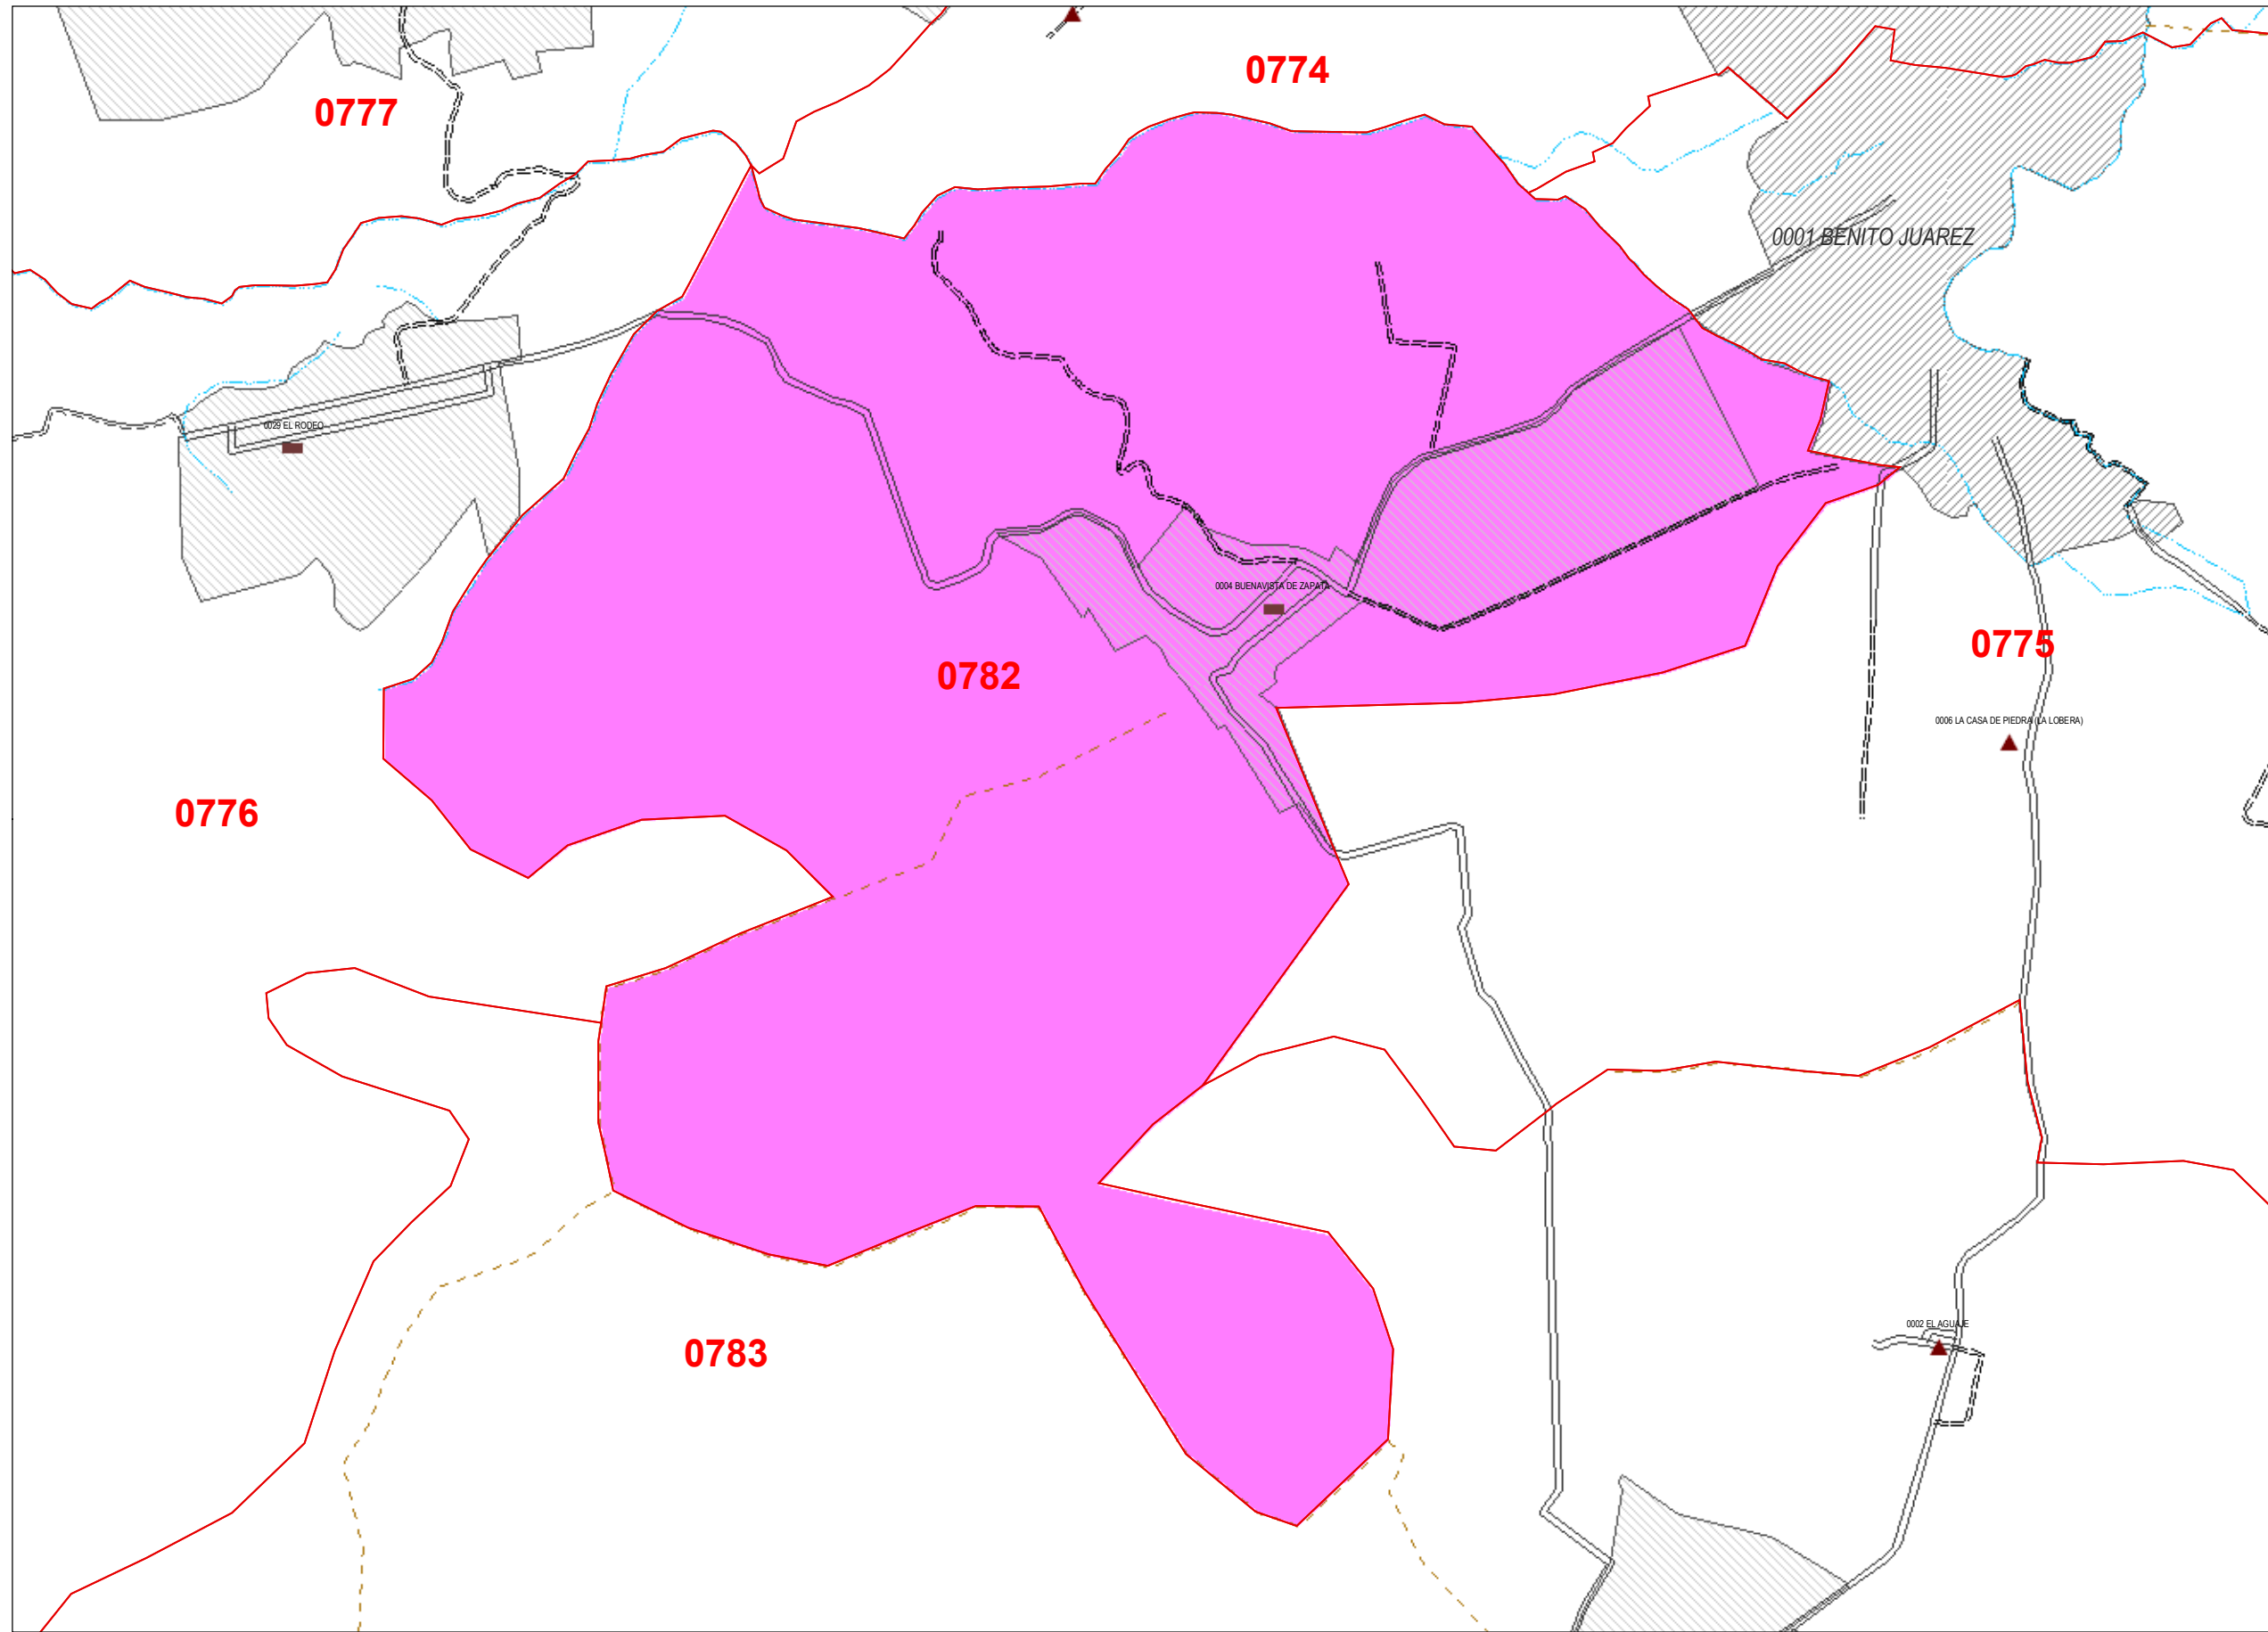 0774
0777
0001 BENITO JUAREZ
0029 EL RODEO
0004 BUENAVISTA DE ZAPATA
0775
0782
0006 LA CASA DE PIEDRA (LA LOBERA)
0776
0002 EL AGUAJE
0783